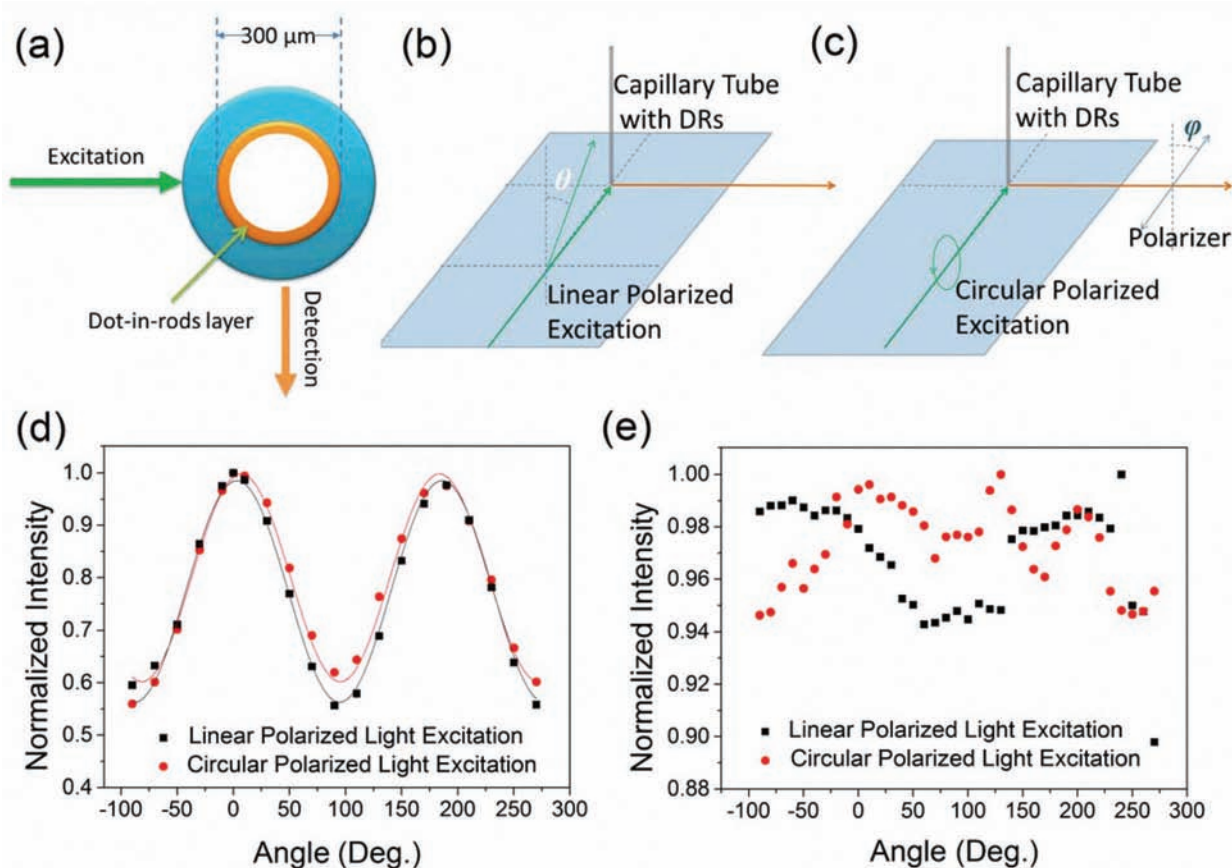 (a)
300 μm
Excitation
Dot-in-rods layer
Detection
(b)
Capillary Tube
with DRs
θ
Linear Polarized
Excitation
(c)
Capillary Tube
with DRs
φ
Polarizer
Circular Polarized
Excitation
(d)
Normalized Intensity
1.0
0.9
0.8
0.7
0.6
0.5
0.4
Linear Polarized Light Excitation
Circular Polarized Light Excitation
-100 -50 0 50 100 150 200 250 300
Angle (Deg.)
(e)
Normalized Intensity
1.00
0.98
0.96
0.94
0.92
0.90
0.88
Linear Polarized Light Excitation
Circular Polarized Light Excitation
-100 -50 0 50 100 150 200 250 300
Angle (Deg.)